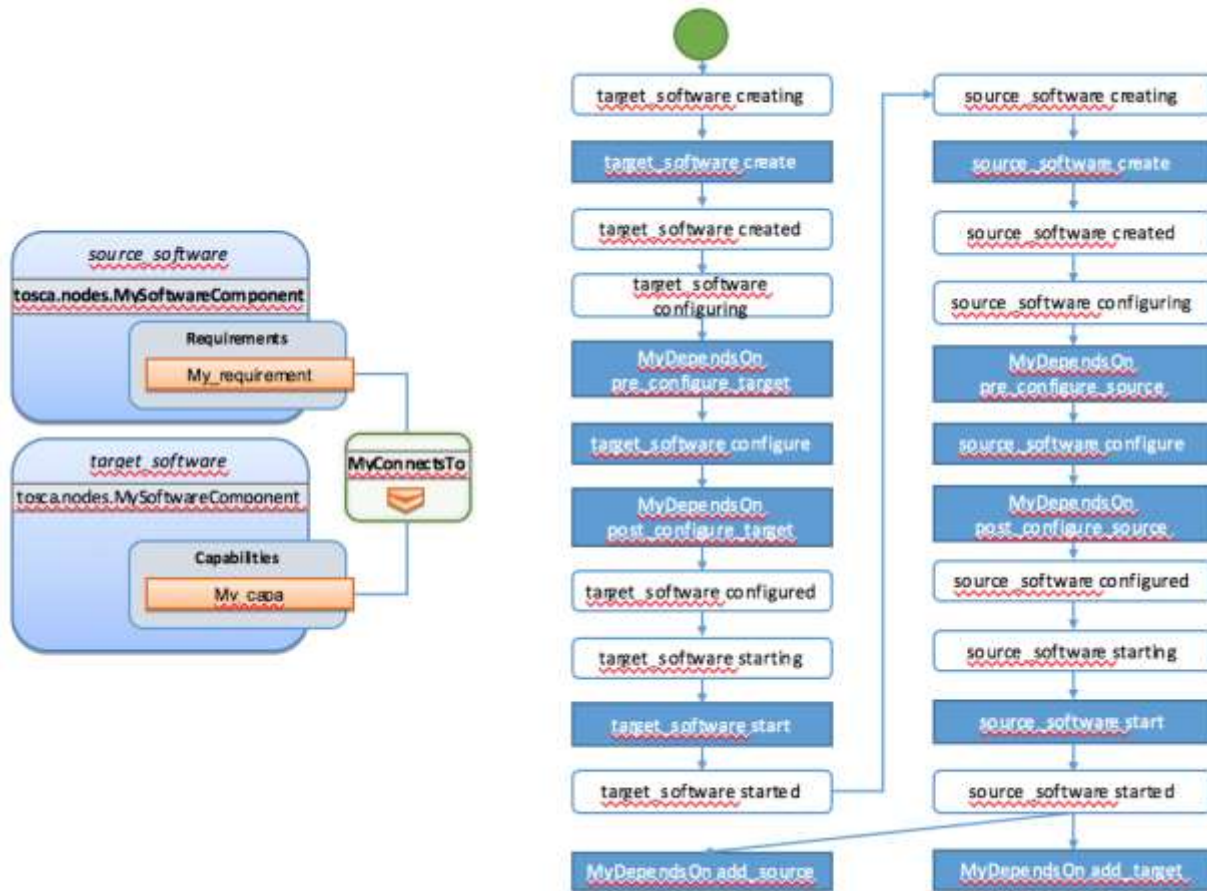 source_software
tosca.nodes.MySoftwareComponent
Requirements
My_requirement
target_software
tosca.nodes.MySoftwareComponent
Capabilities
My_capa
MyConnectsTo
target_software creating
target_software create
target_software created
target_software
configuring
MyDependsOn
pre_configure_target
target_software configure
MyDependsOn
post_configure_target
target_software configured
target_software starting
target_software start
target_software started
MyDependsOn add_source
source_software creating
source_software create
source_software created
source_software configuring
MyDependsOn
pre_configure_source
source_software configure
MyDependsOn
post_configure_source
source_software configured
source_software starting
source_software start
source_software started
MyDependsOn add_target